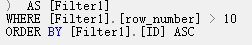 )  AS [Filter1]
WHERE [Filter1].[row_number] > 10
ORDER BY [Filter1].[ID] ASC